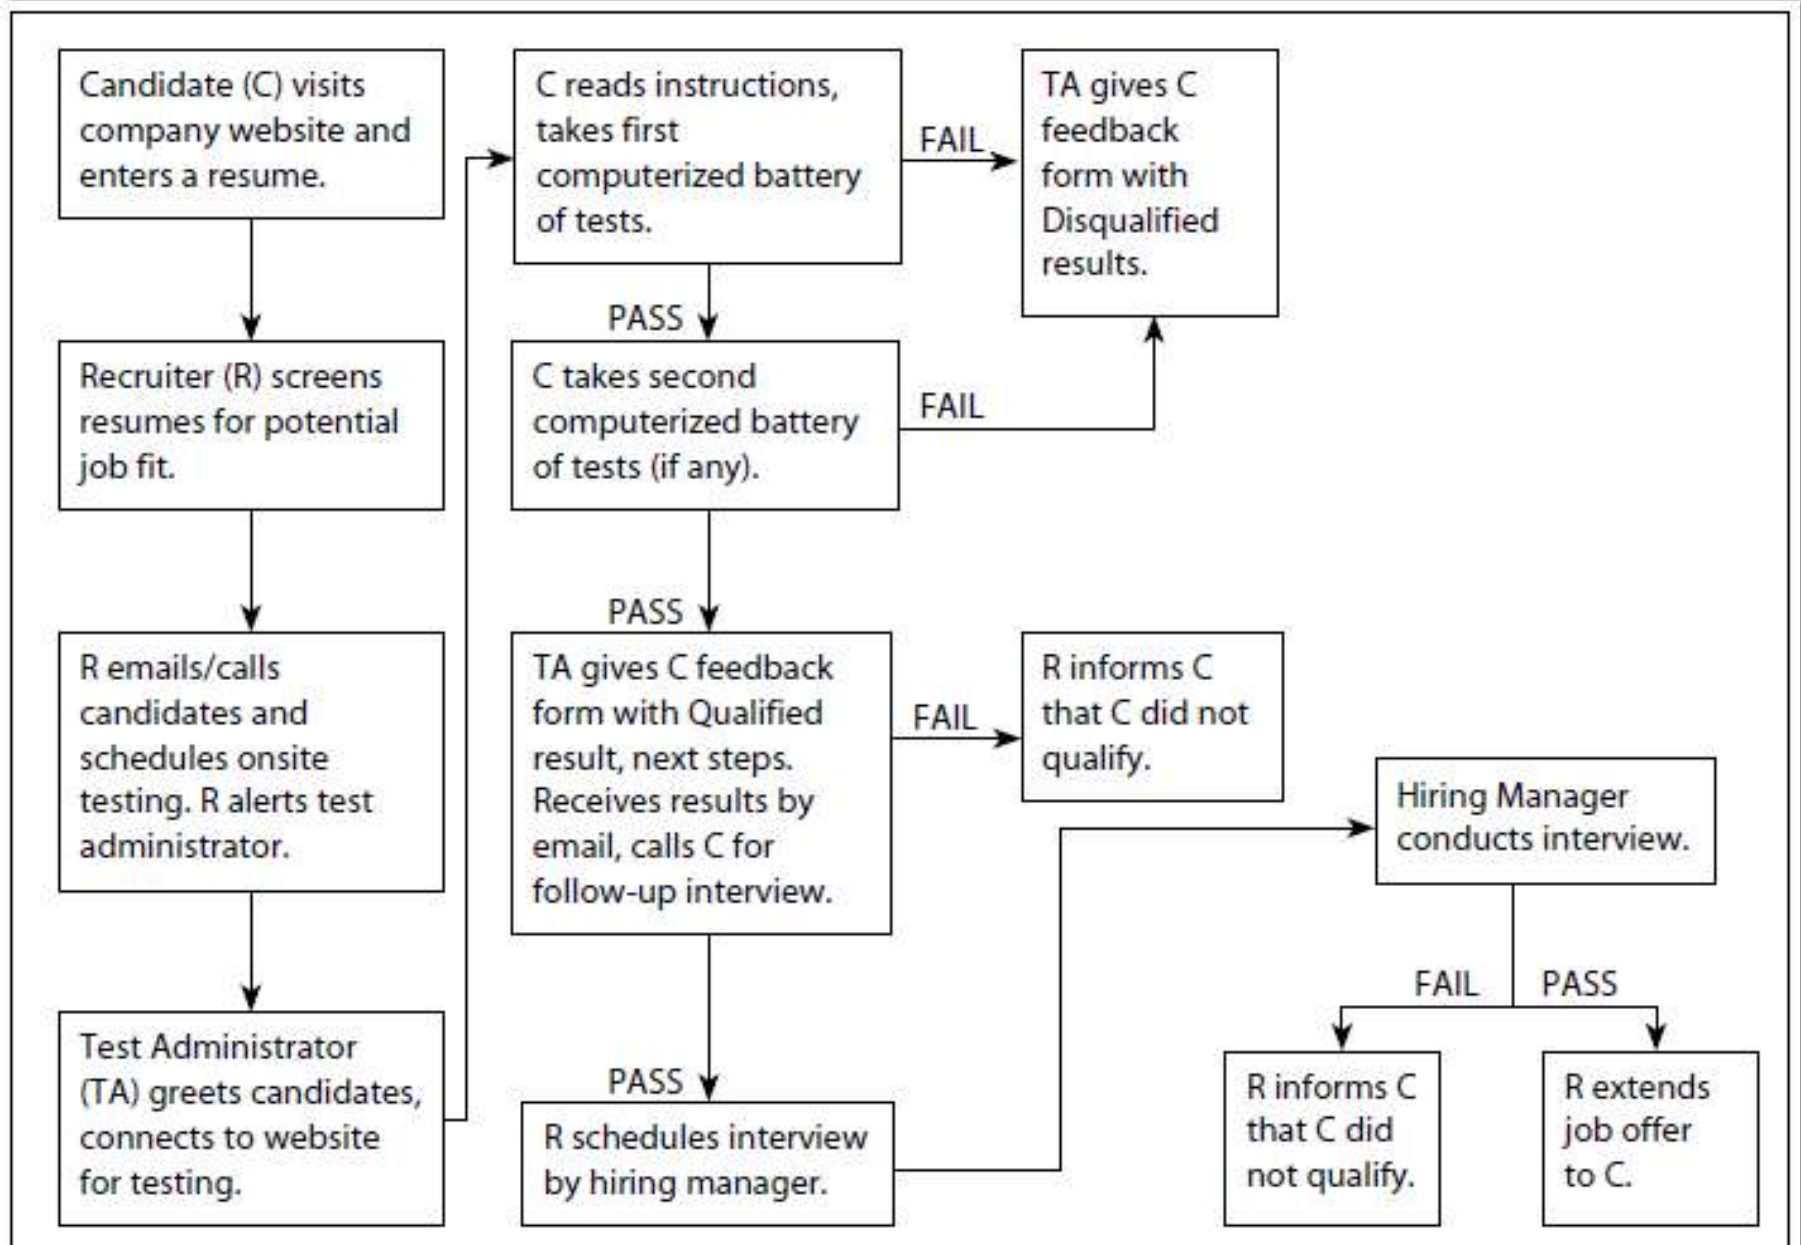 Candidate (C) visits
company website and
enters a resume.
Recruiter (R) screens
resumes for potential
job fit.
R emails/calls
candidates and
schedules onsite
testing. R alerts test
administrator.
Test Administrator
(TA) greets candidates,
connects to website
for testing.
C reads instructions,
takes first
computerized battery
of tests.
FAIL
TA gives C
feedback
form with
Disqualified
results.
PASS
C takes second
computerized battery
of tests (if any).
FAIL
PASS
TA gives C feedback
form with Qualified
result, next steps.
Receives results by
email, calls C for
follow-up interview.
FAIL
R informs C
that C did not
qualify.
PASS
R schedules interview
by hiring manager.
Hiring Manager
conducts interview.
FAIL
PASS
R informs C
that C did
not qualify.
R extends
job offer
to C.